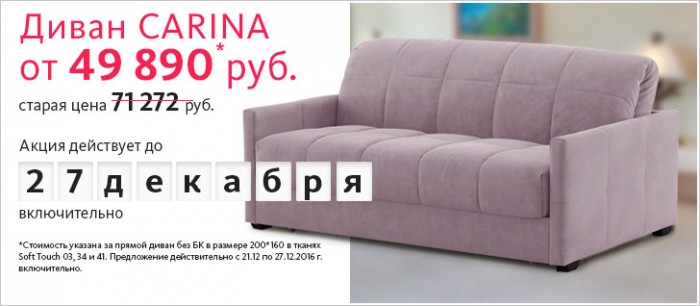 Диван CARINA
от 49 890* руб.
старая цена 71 272 руб.
Акция действует до
27декабря
включительно
*Стоимость указана за прямой диван без БК в размере 200*160 в тканях
Soft Touch 03, 34 и 41. Предложение действительно с 21.12 по 27.12.2016 г.
включительно.